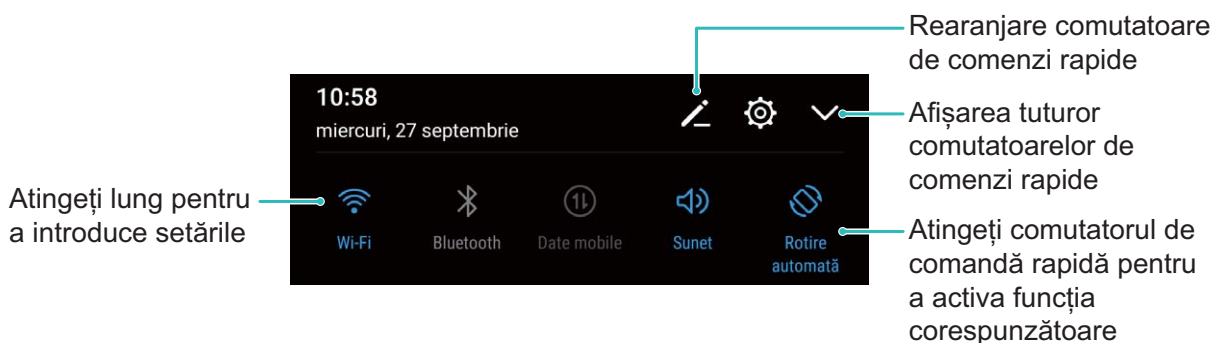 Rearanjare comutatoare
de comenzi rapide
10:58
miercuri, 27 septembrie
Afișarea tuturor
comutatoarelor de
comenzi rapide
Atingeți lung pentru
a introduce setările
Wi-Fi
Bluetooth
Date mobile
Sunet
Rotire
automată
Atingeți comutatorul de
comandă rapidă pentru
a activa funcția
corespunzătoare